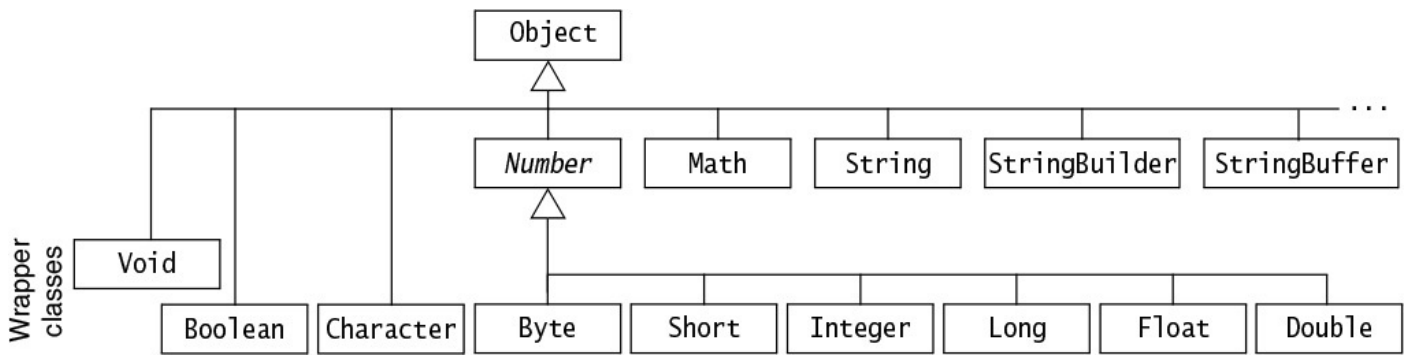 Object
...
Number
Math
String
StringBuilder
StringBuffer
Wrapper
classes
Void
Boolean
Character
Byte
Short
Integer
Long
Float
Double